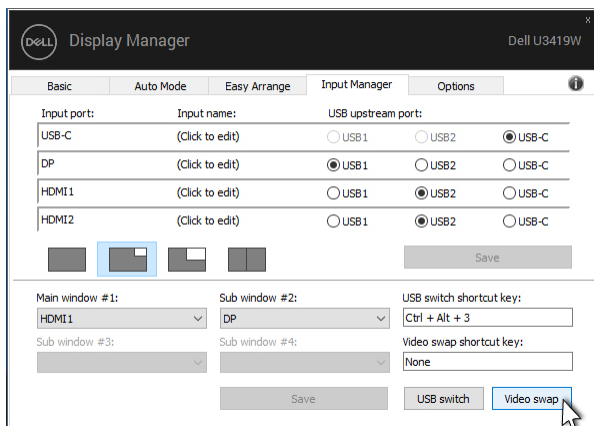 x
DELL Display Manager Dell U3419W
Basic Auto Mode Easy Arrange Input Manager Options i
Input port: Input name: USB upstream port:
USB-C (Click to edit) USB1 USB2 USB-C
DP (Click to edit) USB1 USB2 USB-C
HDMI1 (Click to edit) USB1 USB2 USB-C
HDMI2 (Click to edit) USB1 USB2 USB-C
Save
Main window #1: Sub window #2: USB switch shortcut key:
HDMI1 DP Ctrl + Alt + 3
Sub window #3: Sub window #4: Video swap shortcut key:
None
Save USB switch Video swap